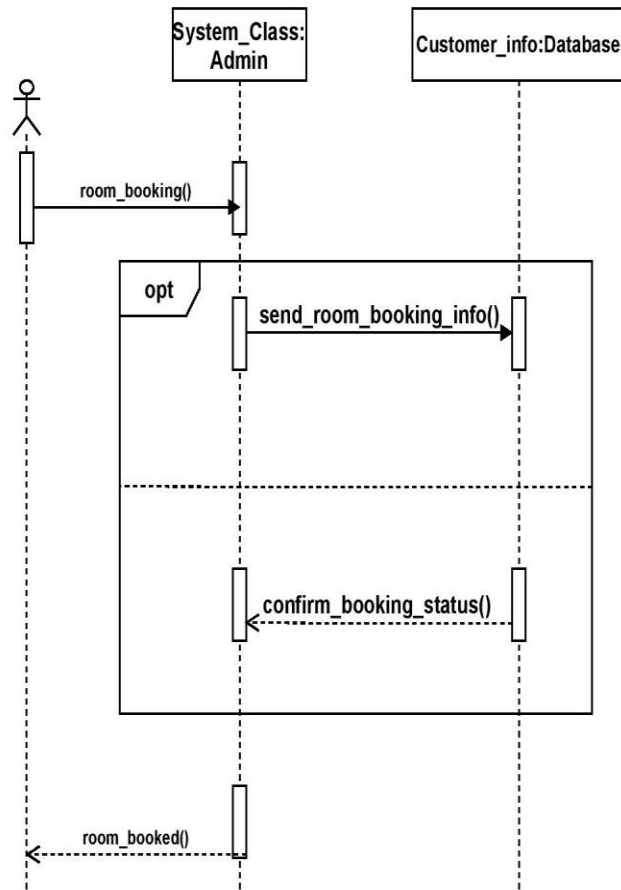 System_Class:
Admin
Customer_info:Database
room_booking()
opt
send_room_booking_info()
confirm_booking_status()
room_booked()